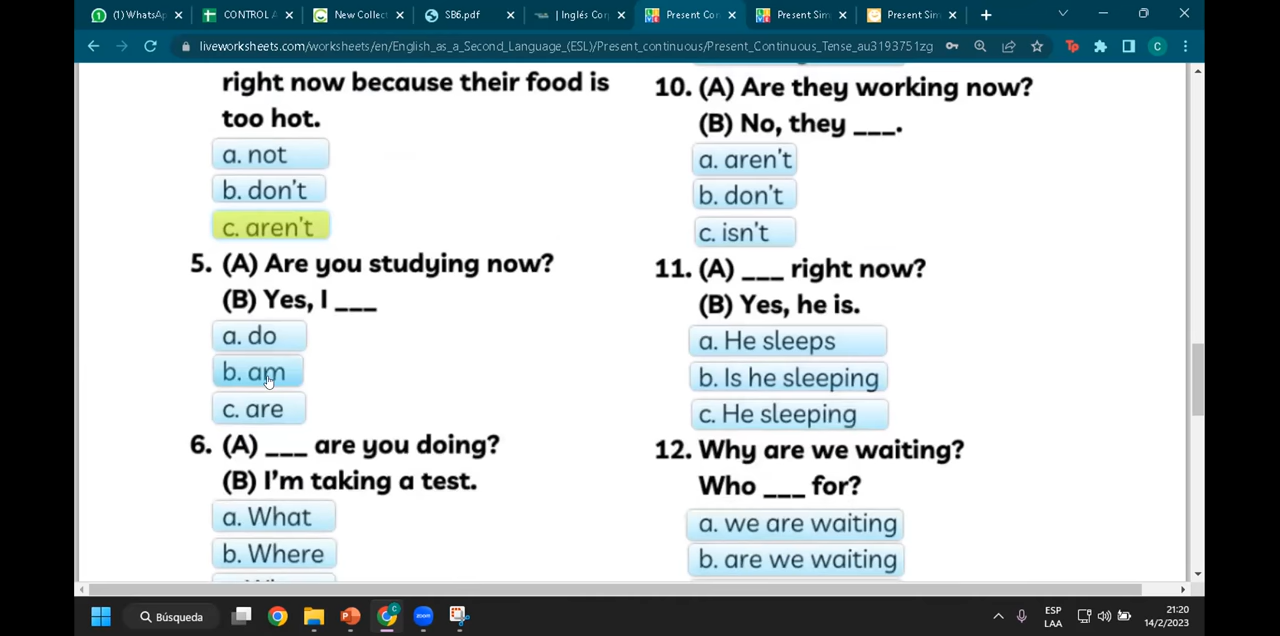 (1) WhatsAp
CONTROL A
New Collect
SB6.pdf
| Inglés Cor
Present Con
Present Sim
Present Sim
liveworksheets.com/worksheets/en/English_as_a_Second_Language_(ESL)/Present_continuous/Present_Continuous_Tense_au3193751zg
Tp
C
right now because their food is
too hot.
a. not
b. don't
c. aren't
5. (A) Are you studying now?
(B) Yes, I ___
a. do
b. am
c. are
6. (A) ___ are you doing?
(B) I'm taking a test.
a. What
b. Where
10. (A) Are they working now?
(B) No, they ___.
a. aren't
b. don't
c. isn't
11. (A) ___ right now?
(B) Yes, he is.
a. He sleeps
b. Is he sleeping
c. He sleeping
12. Why are we waiting?
Who ___ for?
a. we are waiting
b. are we waiting
Búsqueda
zoom
ESP
LAA
21:20
14/2/2023